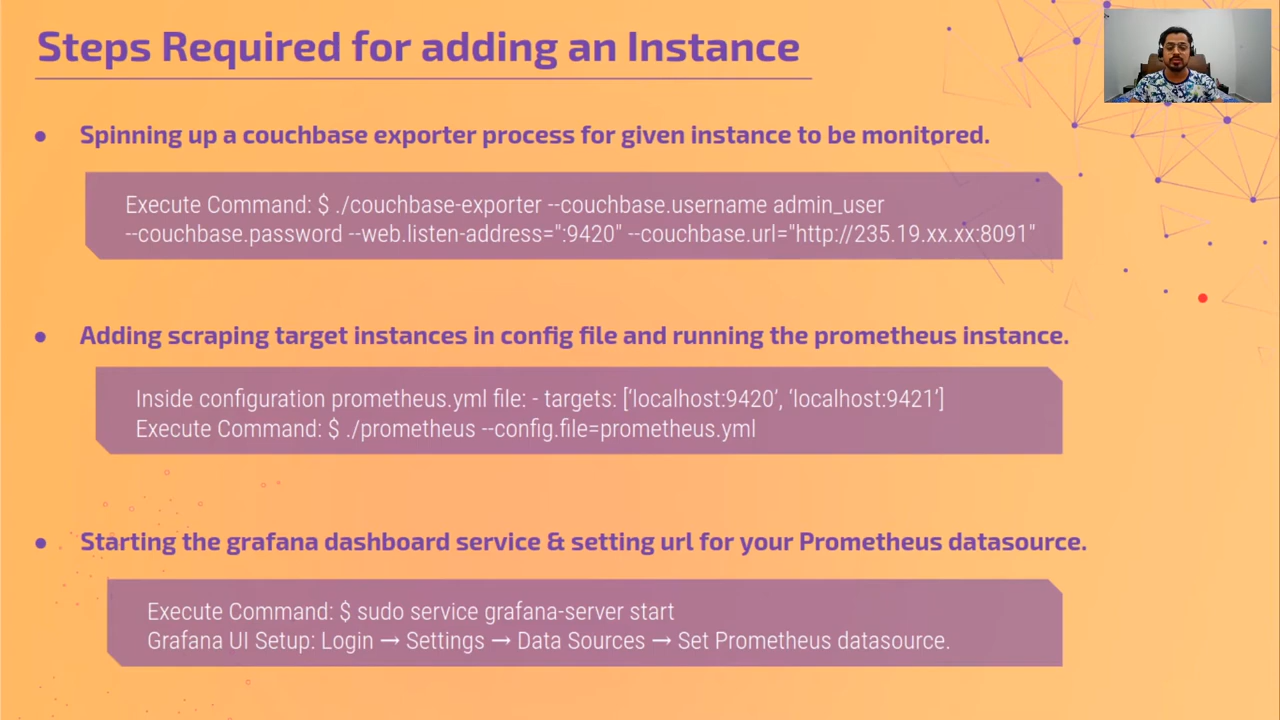 Steps Required for adding an Instance
● Spinning up a couchbase exporter process for given instance to be monitored.
Execute Command: $ ./couchbase-exporter --couchbase.username admin_user
--couchbase.password --web.listen-address=":9420" --couchbase.url="http://235.19.xx.xx:8091"
● Adding scraping target instances in config file and running the prometheus instance.
Inside configuration prometheus.yml file: - targets: [‘localhost:9420’, ‘localhost:9421’]
Execute Command: $ ./prometheus --config.file=prometheus.yml
● Starting the grafana dashboard service & setting url for your Prometheus datasource.
Execute Command: $ sudo service grafana-server start
Grafana UI Setup: Login → Settings → Data Sources → Set Prometheus datasource.